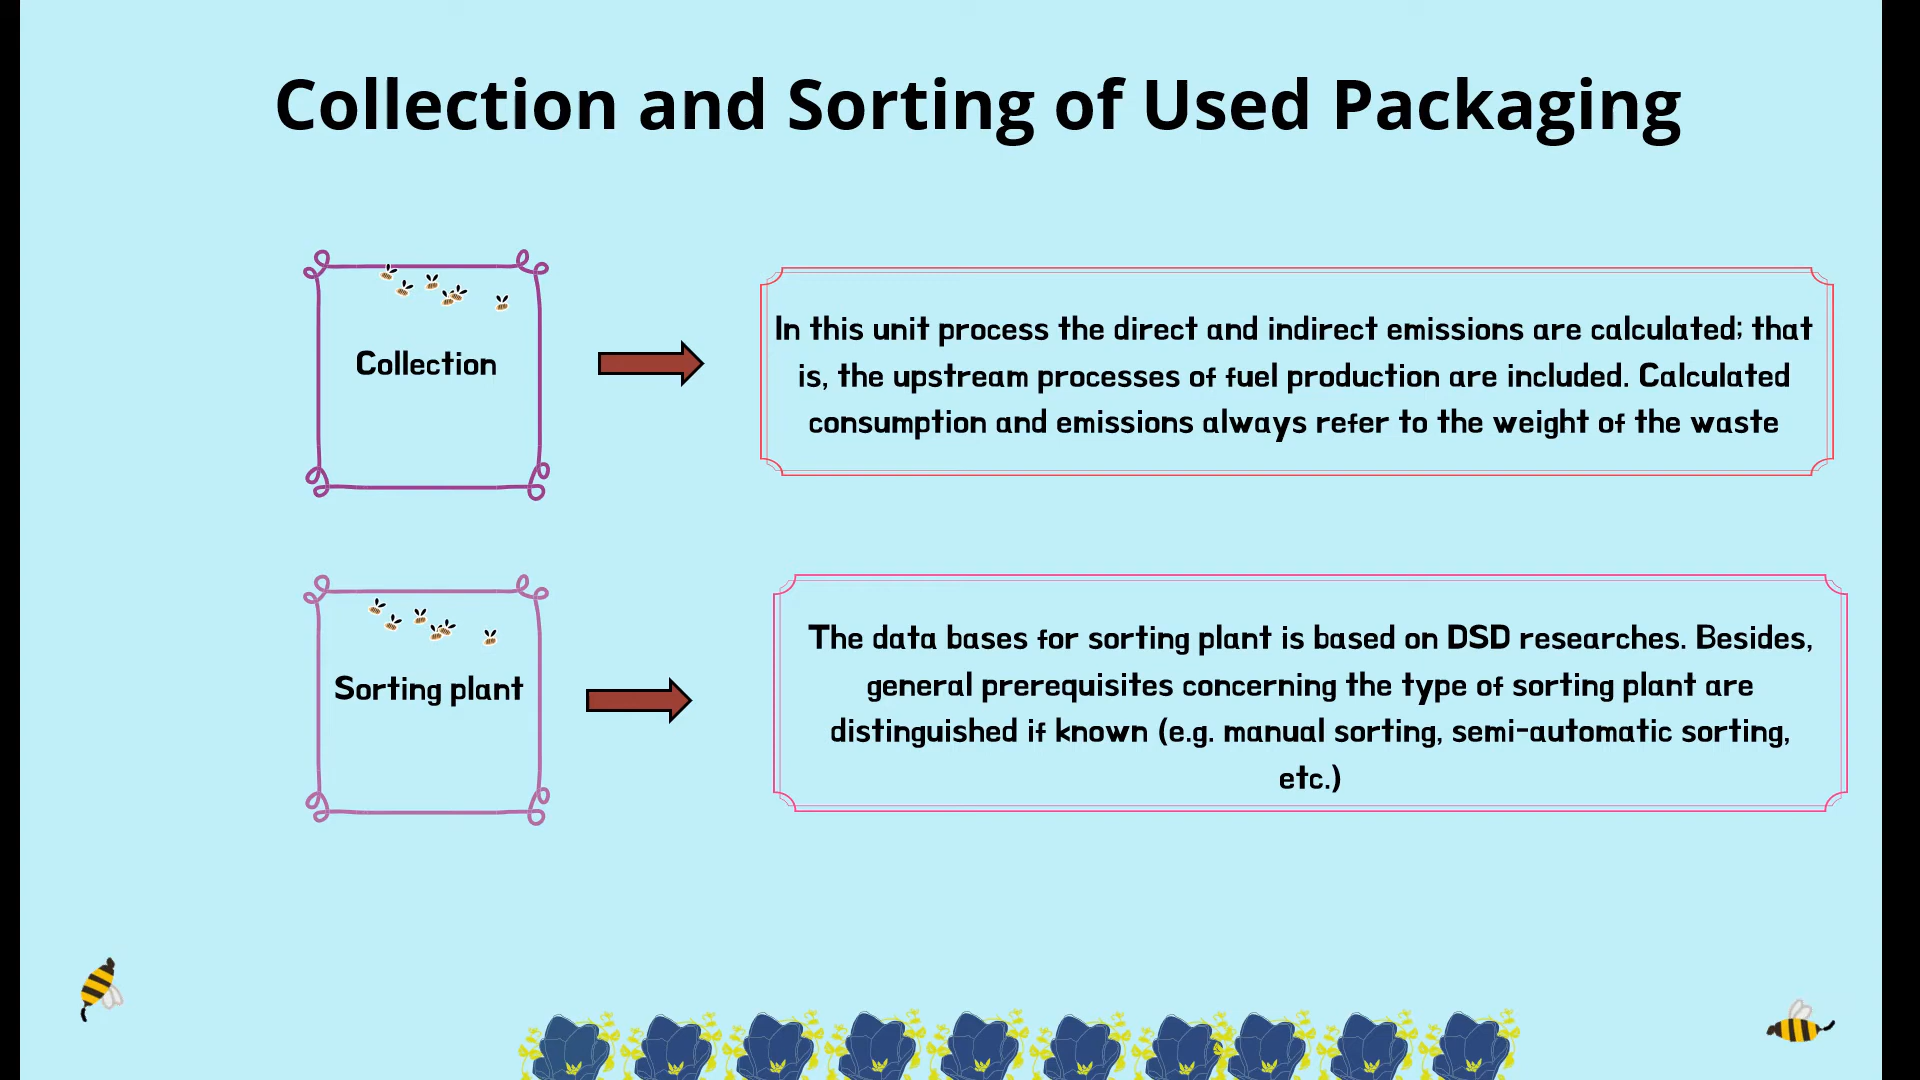 Collection and Sorting of Used Packaging
Collection
In this unit process the direct and indirect emissions are calculated; that
is, the upstream processes of fuel production are included. Calculated
consumption and emissions always refer to the weight of the waste
Sorting plant
The data bases for sorting plant is based on DSD researches. Besides,
general prerequisites concerning the type of sorting plant are
distinguished if known (e.g. manual sorting, semi-automatic sorting,
etc.)